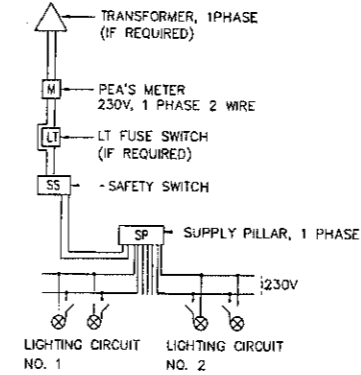 TRANSFORMER, 1PHASE
(IF REQUIRED)
M
PEA'S METER
230V, 1 PHASE 2 WIRE
LT
LT FUSE SWITCH
(IF REQUIRED)
SS
-SAFETY SWITCH
SP
SUPPLY PILLAR, 1 PHASE
230V
LIGHTING CIRCUIT
NO. 1
LIGHTING CIRCUIT
NO. 2